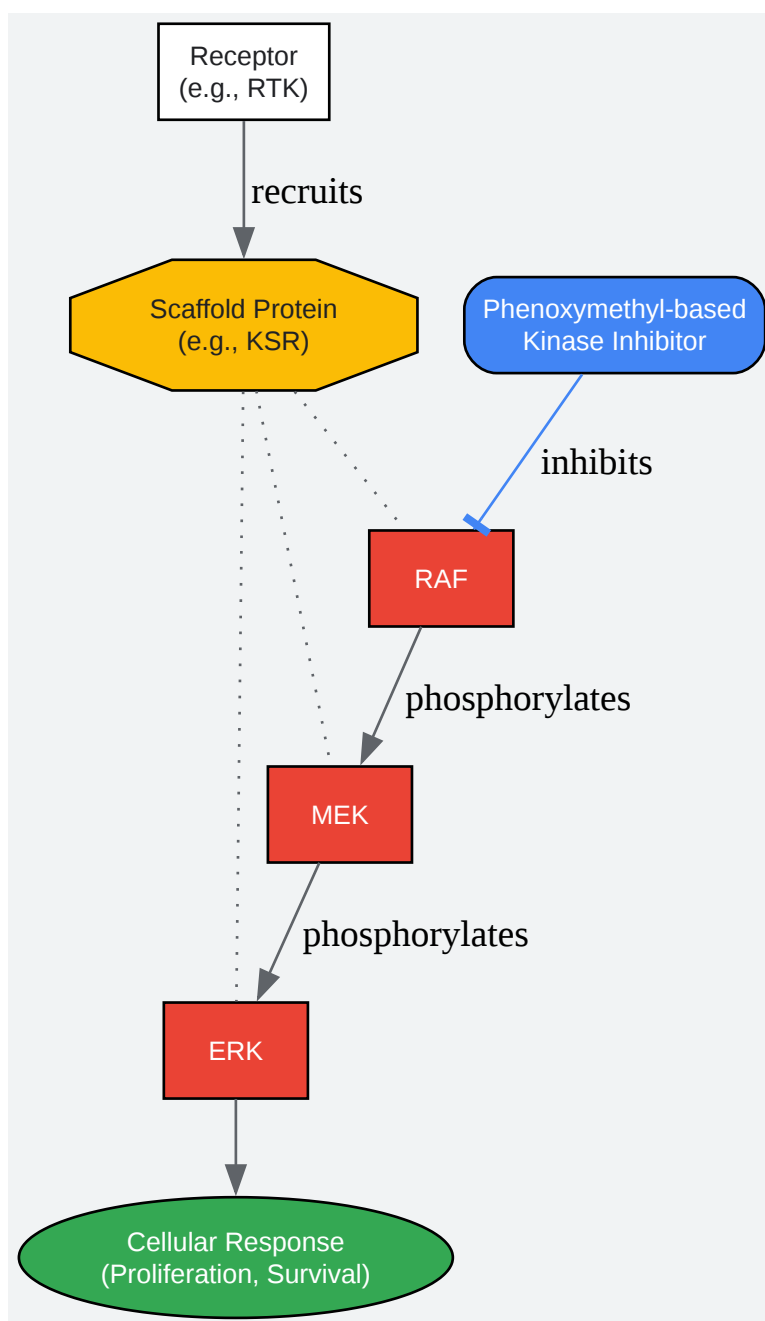 Receptor
(e.g., RTK)
recruits
Scaffold Protein
(e.g., KSR)
Phenoxymethyl-based
Kinase Inhibitor
inhibits
RAF
phosphorylates
MEK
phosphorylates
ERK
Cellular Response
(Proliferation, Survival)